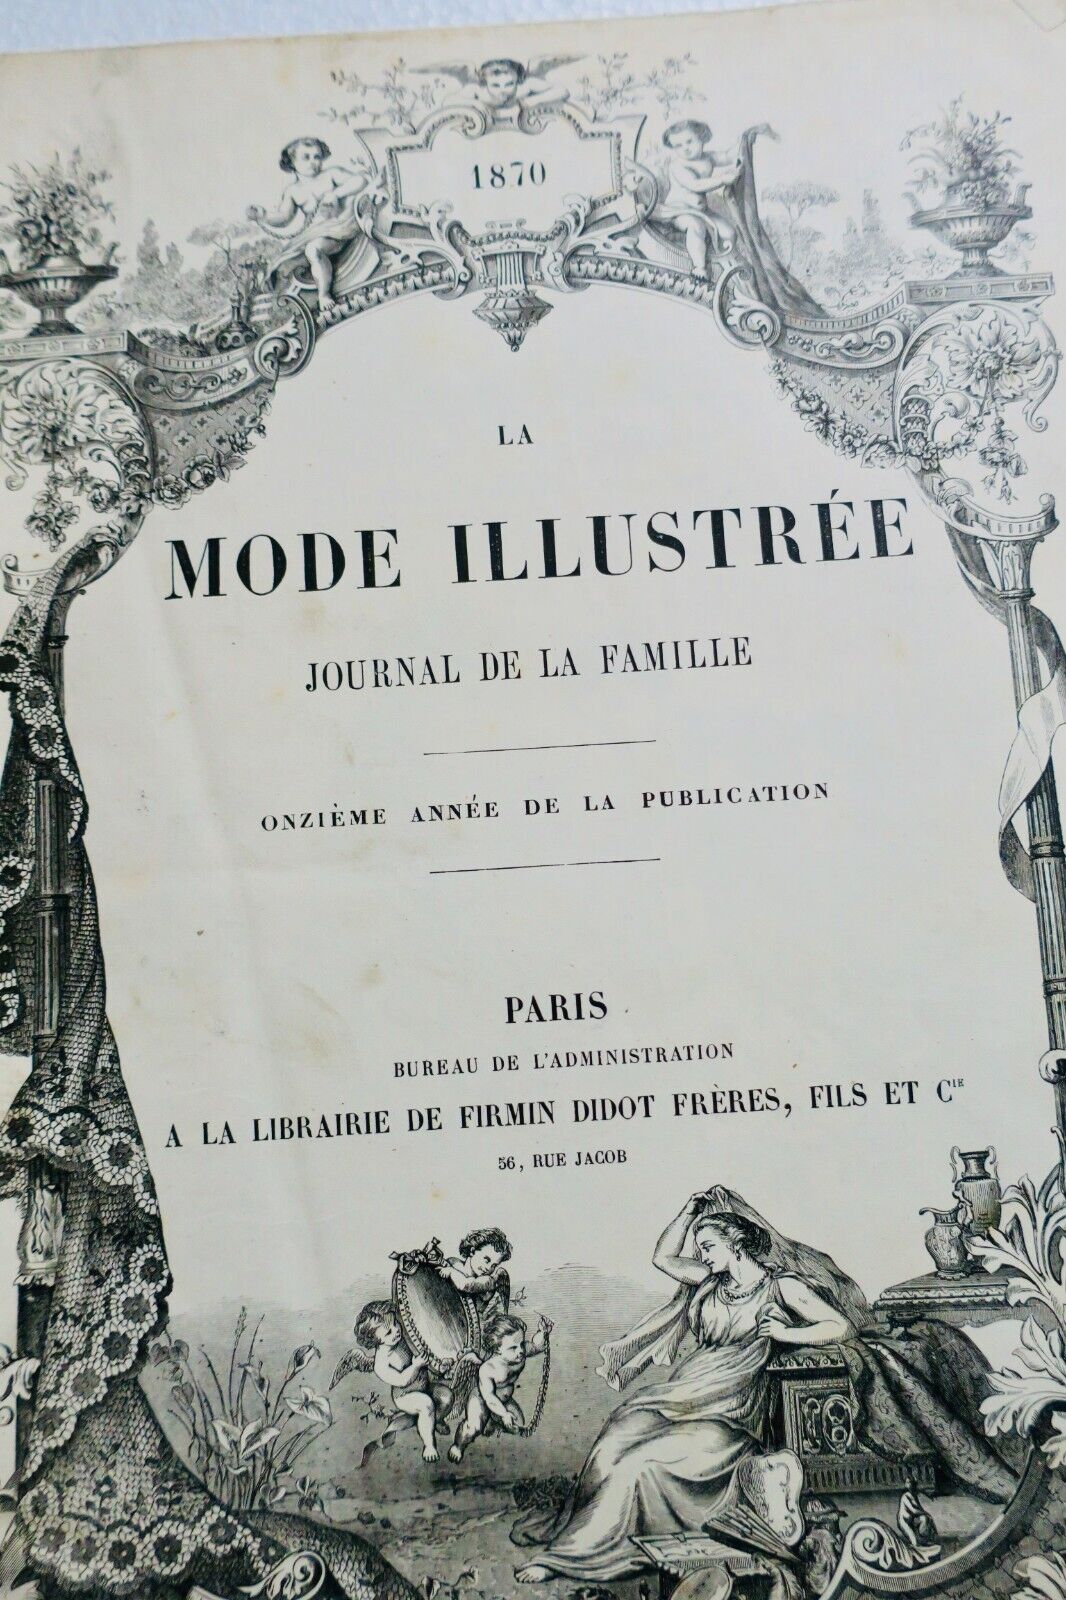 1870
LA
MODE ILLUSTRÉE
JOURNAL DE LA FAMILLE
ONZIÈME ANNÉE DE LA PUBLICATION
PARIS
BUREAU DE L'ADMINISTRATION
A LA LIBRAIRIE DE FIRMIN DIDOT FRÈRES, FILS ET CIE
56, RUE JACOB